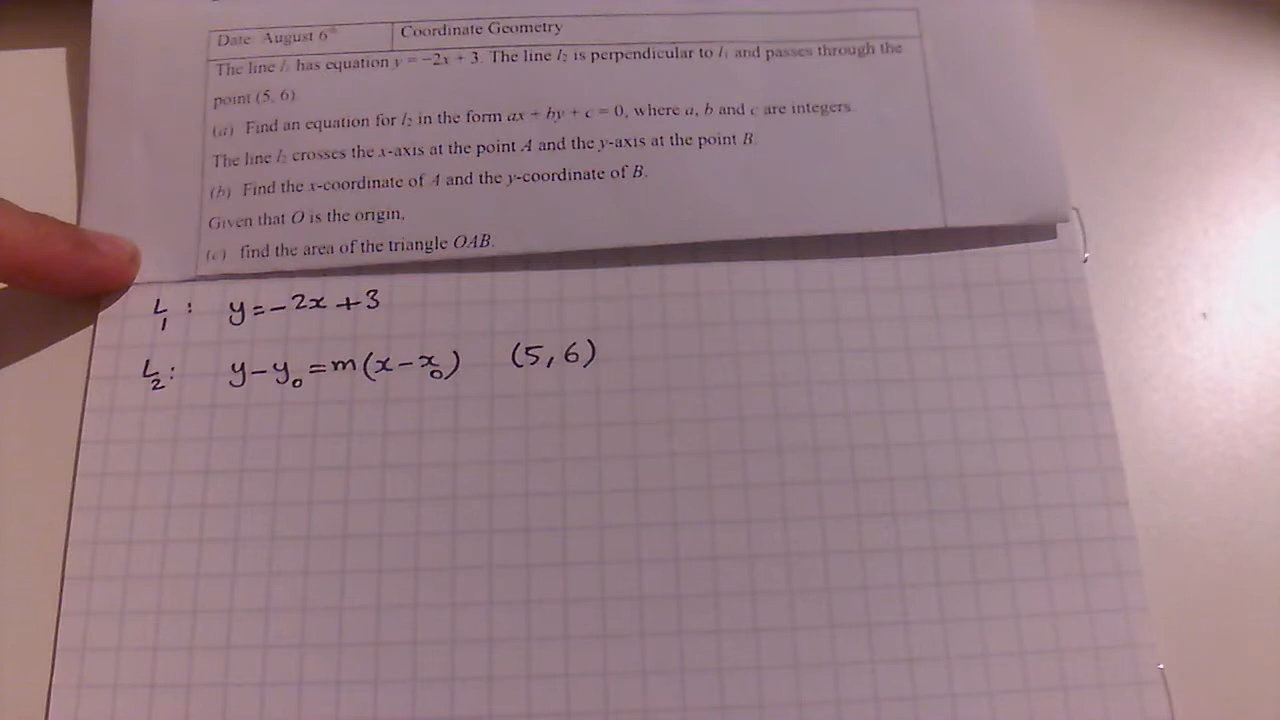 Date: August 6th Coordinate Geometry
The line l₁ has equation y = −2x + 3. The line l₂ is perpendicular to l₁ and passes through the
point (5, 6).
(a) Find an equation for l₂ in the form ax + by + c = 0, where a, b and c are integers.
The line l₂ crosses the x-axis at the point A and the y-axis at the point B.
(b) Find the x-coordinate of A and the y-coordinate of B.
Given that O is the origin,
(c) find the area of the triangle OAB.
L₁: y=-2x+3
L₂: y-y₀=m(x-x₀) (5,6)